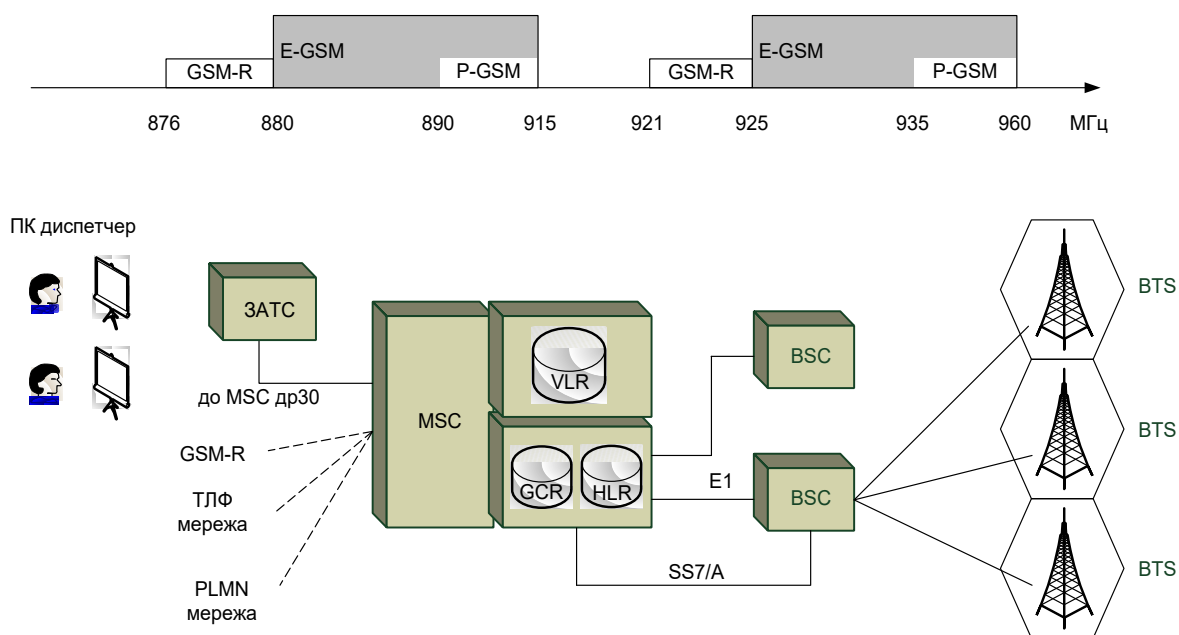 E-GSM
E-GSM
GSM-R
P-GSM
GSM-R
P-GSM
876
880
890
915
921
925
935
960
МГц
ПК диспетчер
ЗАТС
до MSC др30
GSM-R
ТЛФ
мережа
PLMN
мережа
MSC
VLR
GCR
HLR
BSC
E1
BSC
SS7/A
BTS
BTS
BTS